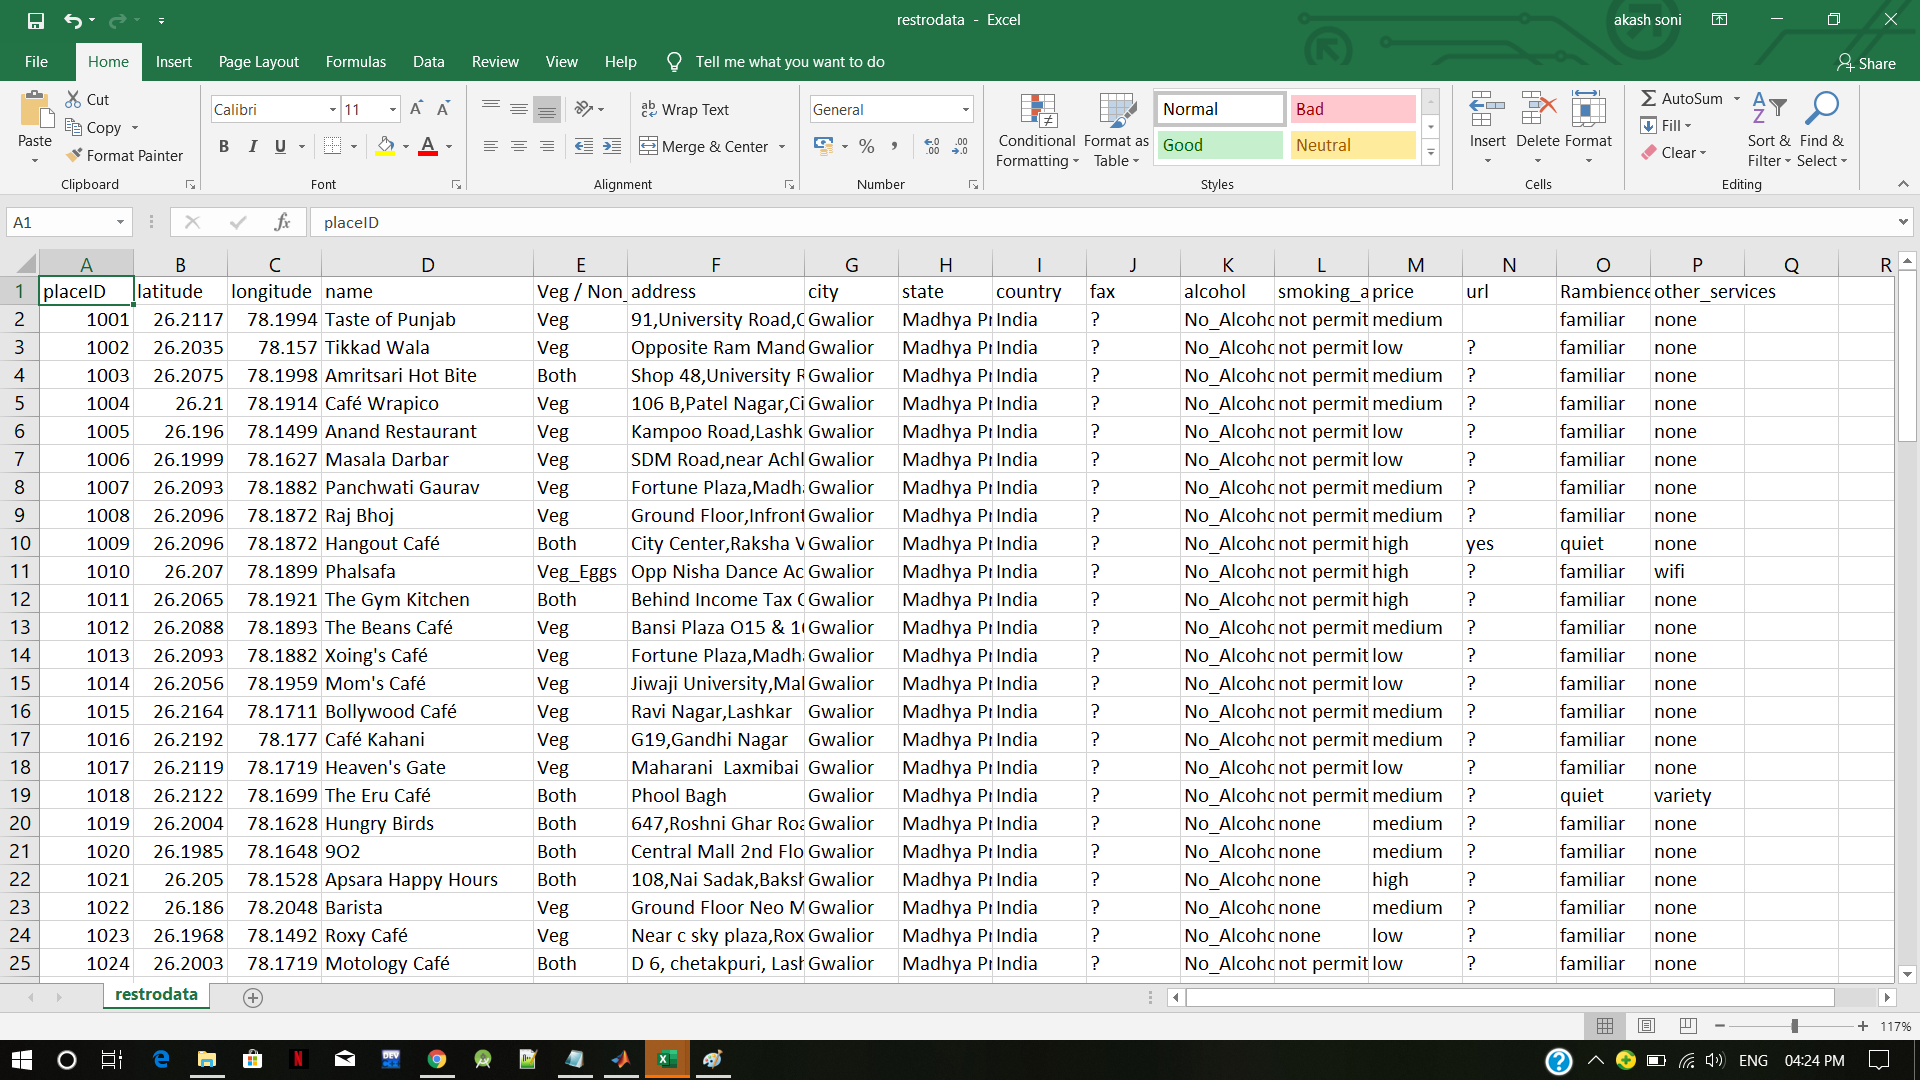 restrodata - Excel
akash soni
File Home Insert Page Layout Formulas Data Review View Help Tell me what you want to do Share
Paste
Cut
Copy
Format Painter
Clipboard
Calibri 11
B I U
Font
Wrap Text
Merge & Center
Alignment
General
Number
Conditional Formatting
Format as Table
Normal Bad
Good Neutral
Styles
Insert Delete Format
Cells
AutoSum
Fill
Clear
Sort & Filter
Find & Select
Editing
A1 fx placeID
A B C D E F G H I J K L M N O P Q R
1 placeID latitude longitude name Veg / Non_ address city state country fax alcohol smoking_a price url Rambience other_services
2 1001 26.2117 78.1994 Taste of Punjab Veg 91,University Road,C Gwalior Madhya Pr India ? No_Alcoho not permit medium familiar none
3 1002 26.2035 78.157 Tikkad Wala Veg Opposite Ram Mand Gwalior Madhya Pr India ? No_Alcoho not permit low ? familiar none
4 1003 26.2075 78.1998 Amritsari Hot Bite Both Shop 48,University R Gwalior Madhya Pr India ? No_Alcoho not permit medium ? familiar none
5 1004 26.21 78.1914 Café Wrapico Veg 106 B,Patel Nagar,Ci Gwalior Madhya Pr India ? No_Alcoho not permit medium ? familiar none
6 1005 26.196 78.1499 Anand Restaurant Veg Kampoo Road,Lashk Gwalior Madhya Pr India ? No_Alcoho not permit low ? familiar none
7 1006 26.1999 78.1627 Masala Darbar Veg SDM Road,near Achl Gwalior Madhya Pr India ? No_Alcoho not permit low ? familiar none
8 1007 26.2093 78.1882 Panchwati Gaurav Veg Fortune Plaza,Madha Gwalior Madhya Pr India ? No_Alcoho not permit medium ? familiar none
9 1008 26.2096 78.1872 Raj Bhoj Veg Ground Floor,Infront Gwalior Madhya Pr India ? No_Alcoho not permit medium ? familiar none
10 1009 26.2096 78.1872 Hangout Café Both City Center,Raksha V Gwalior Madhya Pr India ? No_Alcoho not permit high yes quiet none
11 1010 26.207 78.1899 Phalsafa Veg_Eggs Opp Nisha Dance Ac Gwalior Madhya Pr India ? No_Alcoho not permit high ? familiar wifi
12 1011 26.2065 78.1921 The Gym Kitchen Both Behind Income Tax O Gwalior Madhya Pr India ? No_Alcoho not permit high ? familiar none
13 1012 26.2088 78.1893 The Beans Café Veg Bansi Plaza O15 & 16 Gwalior Madhya Pr India ? No_Alcoho not permit medium ? familiar none
14 1013 26.2093 78.1882 Xoing's Café Veg Fortune Plaza,Madha Gwalior Madhya Pr India ? No_Alcoho not permit low ? familiar none
15 1014 26.2056 78.1959 Mom's Café Veg Jiwaji University,Mal Gwalior Madhya Pr India ? No_Alcoho not permit low ? familiar none
16 1015 26.2164 78.1711 Bollywood Café Veg Ravi Nagar,Lashkar Gwalior Madhya Pr India ? No_Alcoho not permit medium ? familiar none
17 1016 26.2192 78.177 Café Kahani Veg G19,Gandhi Nagar Gwalior Madhya Pr India ? No_Alcoho not permit medium ? familiar none
18 1017 26.2119 78.1719 Heaven's Gate Veg Maharani Laxmibai Gwalior Madhya Pr India ? No_Alcoho not permit low ? familiar none
19 1018 26.2122 78.1699 The Eru Café Both Phool Bagh Gwalior Madhya Pr India ? No_Alcoho not permit medium ? quiet variety
20 1019 26.2004 78.1628 Hungry Birds Both 647,Roshni Ghar Roa Gwalior Madhya Pr India ? No_Alcoho none medium ? familiar none
21 1020 26.1985 78.1648 9O2 Both Central Mall 2nd Flo Gwalior Madhya Pr India ? No_Alcoho none medium ? familiar none
22 1021 26.205 78.1528 Apsara Happy Hours Both 108,Nai Sadak,Baksh Gwalior Madhya Pr India ? No_Alcoho none high ? familiar none
23 1022 26.186 78.2048 Barista Veg Ground Floor Neo M Gwalior Madhya Pr India ? No_Alcoho none medium ? familiar none
24 1023 26.1968 78.1492 Roxy Café Veg Near c sky plaza,Rox Gwalior Madhya Pr India ? No_Alcoho none low ? familiar none
25 1024 26.2003 78.1719 Motology Café Both D 6, chetakpuri, Lash Gwalior Madhya Pr India ? No_Alcoho not permit low ? familiar none
restrodata
117%
ENG 04:24 PM